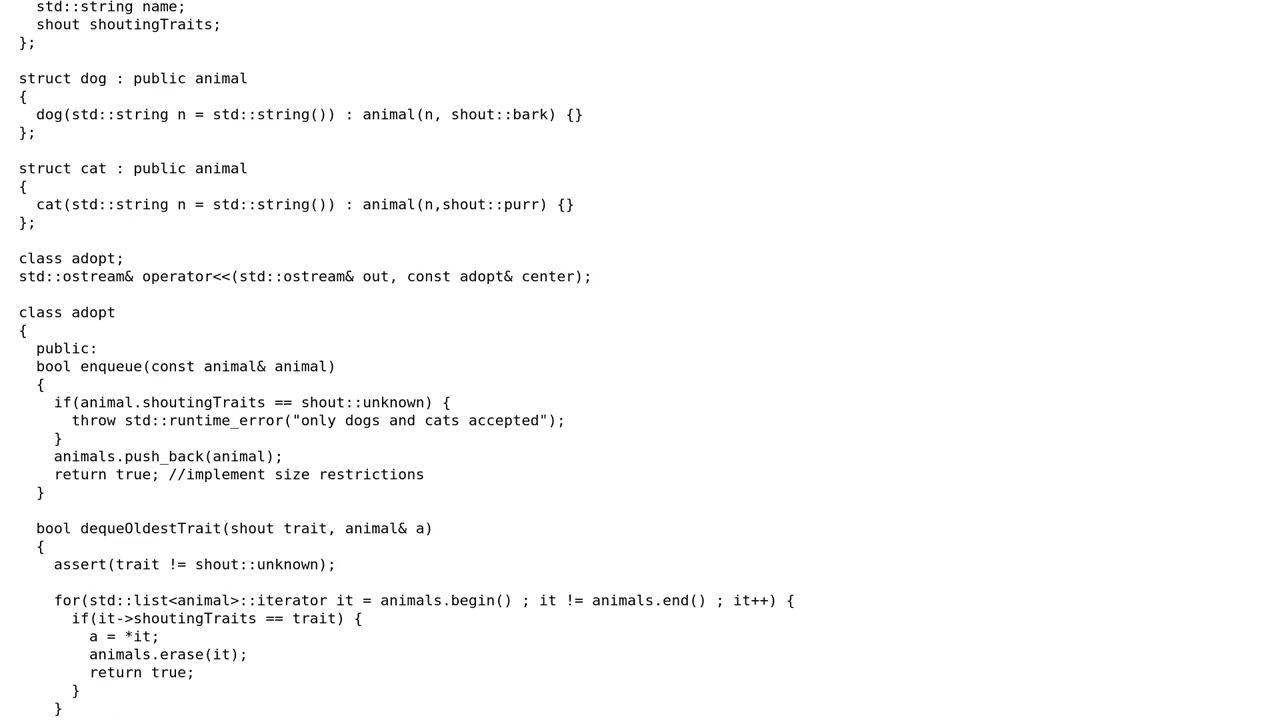 std::string name;
shout shoutingTraits;
};
struct dog : public animal
{
dog(std::string n = std::string()) : animal(n, shout::bark) {}
};
struct cat : public animal
{
cat(std::string n = std::string()) : animal(n,shout::purr) {}
};
class adopt;
std::ostream& operator<<(std::ostream& out, const adopt& center);
class adopt
{
public:
bool enqueue(const animal& animal)
{
if(animal.shoutingTraits == shout::unknown) {
throw std::runtime_error("only dogs and cats accepted");
}
animals.push_back(animal);
return true; //implement size restrictions
}
bool dequeOldestTrait(shout trait, animal& a)
{
assert(trait != shout::unknown);
for(std::list<animal>::iterator it = animals.begin() ; it != animals.end() ; it++) {
if(it->shoutingTraits == trait) {
a = *it;
animals.erase(it);
return true;
}
}